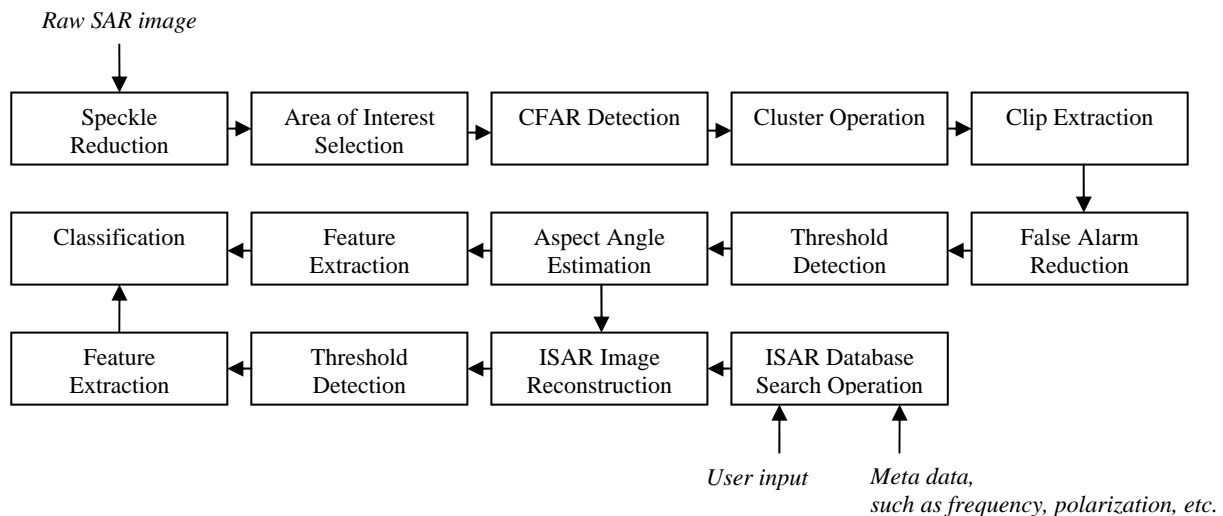 Raw SAR image
Speckle
Reduction
Area of Interest
Selection
CFAR Detection
Cluster Operation
Clip Extraction
Classification
Feature
Extraction
Aspect Angle
Estimation
Threshold
Detection
False Alarm
Reduction
Feature
Extraction
Threshold
Detection
ISAR Image
Reconstruction
ISAR Database
Search Operation
User input
Meta data,
such as frequency, polarization, etc.